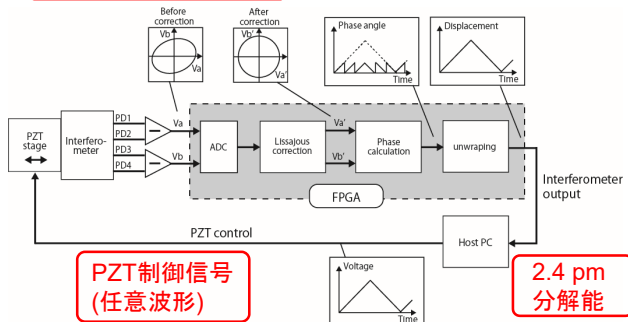 Before
correction
After
correction
Vb
Va
Vb'
Va'
Phase angle
Time
Displacement
Time
PZT
stage
Interfero-
meter
PD1
PD2
PD3
PD4
Va
Vb
ADC
Lissajous
correction
Va'
Vb'
Phase
calculation
unwraping
FPGA
Interferometer
output
PZT control
Host PC
PZT制御信号
(任意波形)
Voltage
Time
2.4 pm
分解能